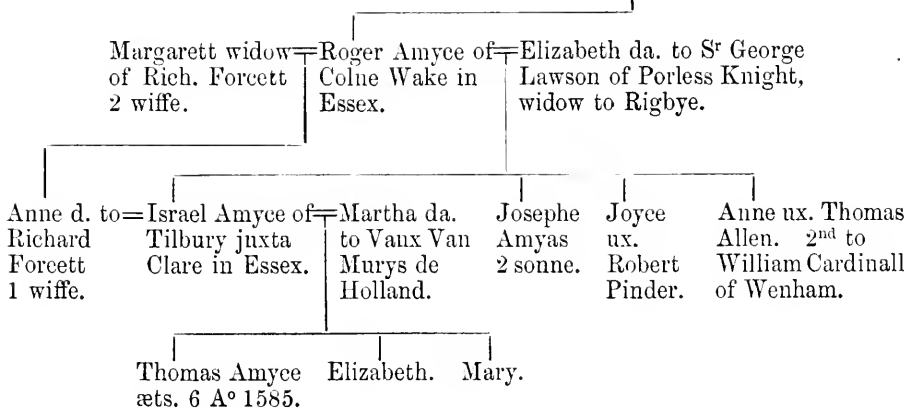 Margarett widow
of Rich. Forcett
2 wiffe.
Roger Amyce of
Colne Wake in
Essex.
Elizabeth da. to Sʳ George
Lawson of Porless Knight,
widow to Rigbye.
Anne d. to
Richard
Forcett
1 wiffe.
Israel Amyce of
Tilbury juxta
Clare in Essex.
Martha da.
to Vaux Van
Murys de
Holland.
Josephe
Amyas
2 sonne.
Joyce
ux.
Robert
Pinder.
Anne ux. Thomas
Allen. 2ⁿᵈ to
William Cardinall
of Wenham.
Thomas Amyce
æts. 6 Aº 1585.
Elizabeth.
Mary.